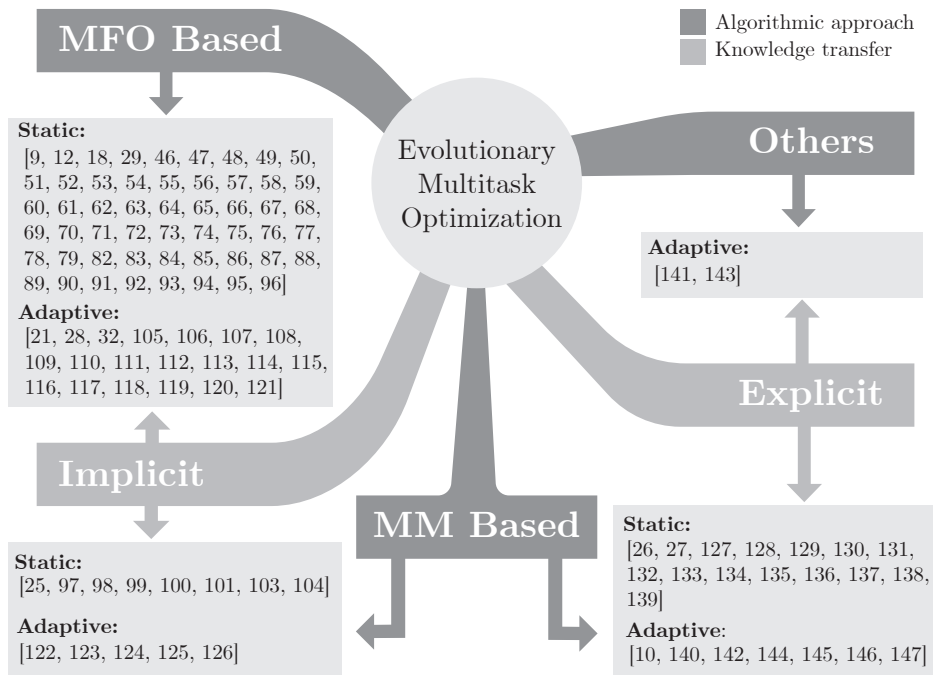 MFO Based
Algorithmic approach
Knowledge transfer
Evolutionary
Multitask
Optimization
Others
Static:
[9, 12, 18, 29, 46, 47, 48, 49, 50,
51, 52, 53, 54, 55, 56, 57, 58, 59,
60, 61, 62, 63, 64, 65, 66, 67, 68,
69, 70, 71, 72, 73, 74, 75, 76, 77,
78, 79, 82, 83, 84, 85, 86, 87, 88,
89, 90, 91, 92, 93, 94, 95, 96]
Adaptive:
[21, 28, 32, 105, 106, 107, 108,
109, 110, 111, 112, 113, 114, 115,
116, 117, 118, 119, 120, 121]
Adaptive:
[141, 143]
Explicit
Implicit
MM Based
Static:
[25, 97, 98, 99, 100, 101, 103, 104]
Adaptive:
[122, 123, 124, 125, 126]
Static:
[26, 27, 127, 128, 129, 130, 131,
132, 133, 134, 135, 136, 137, 138,
139]
Adaptive:
[10, 140, 142, 144, 145, 146, 147]